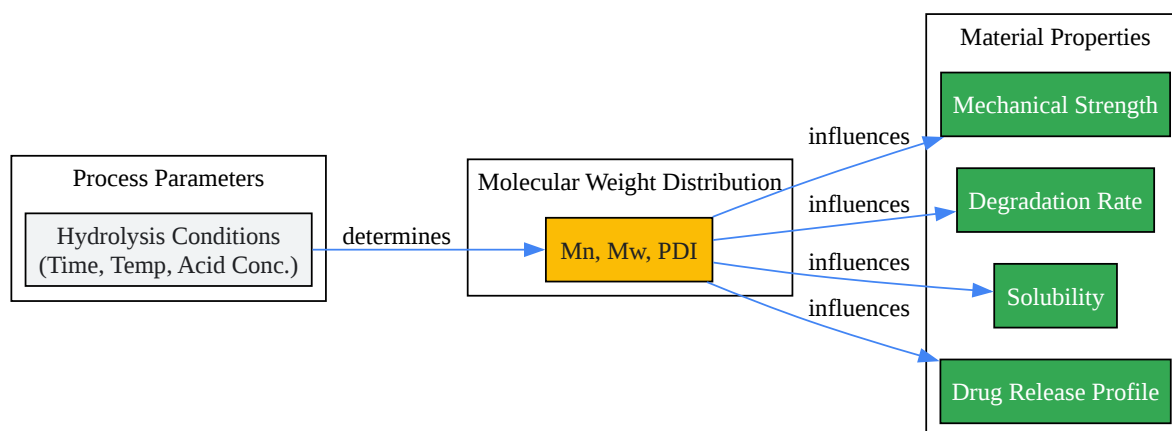 Process Parameters
Hydrolysis Conditions
(Time, Temp, Acid Conc.)
determines
Molecular Weight Distribution
Mn, Mw, PDI
influences
influences
influences
influences
Material Properties
Mechanical Strength
Degradation Rate
Solubility
Drug Release Profile